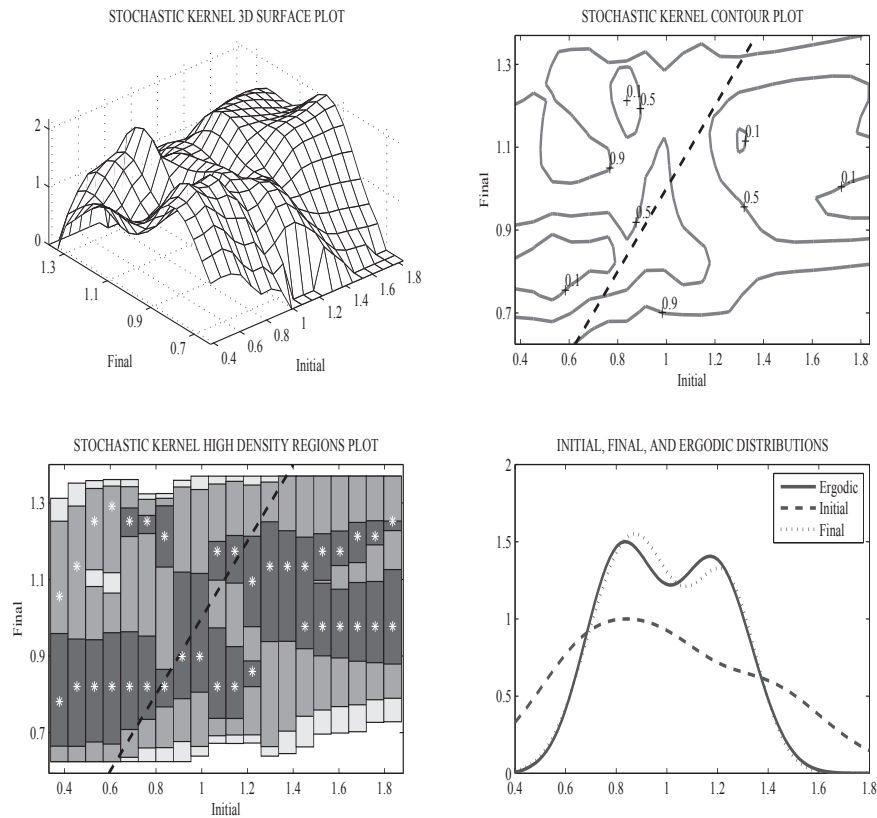 STOCHASTIC KERNEL 3D SURFACE PLOT
2
1
0
1.3
1.1
0.9
0.7
Final
0.4
0.6
0.8
1
1.2
1.4
1.6
1.8
Initial
STOCHASTIC KERNEL CONTOUR PLOT
1.3
1.1
0.9
0.7
Final
0.1
0.5
0.1
0.9
0.1
0.5
0.5
0.1
0.9
0.4 0.6 0.8 1 1.2 1.4 1.6 1.8
Initial
STOCHASTIC KERNEL HIGH DENSITY REGIONS PLOT
1.3
1.1
0.9
0.7
Final
0.4 0.6 0.8 1 1.2 1.4 1.6 1.8
Initial
INITIAL, FINAL, AND ERGODIC DISTRIBUTIONS
2
1.5
1
0.5
0
Ergodic
Initial
Final
0.4 0.6 0.8 1 1.2 1.4 1.6 1.8